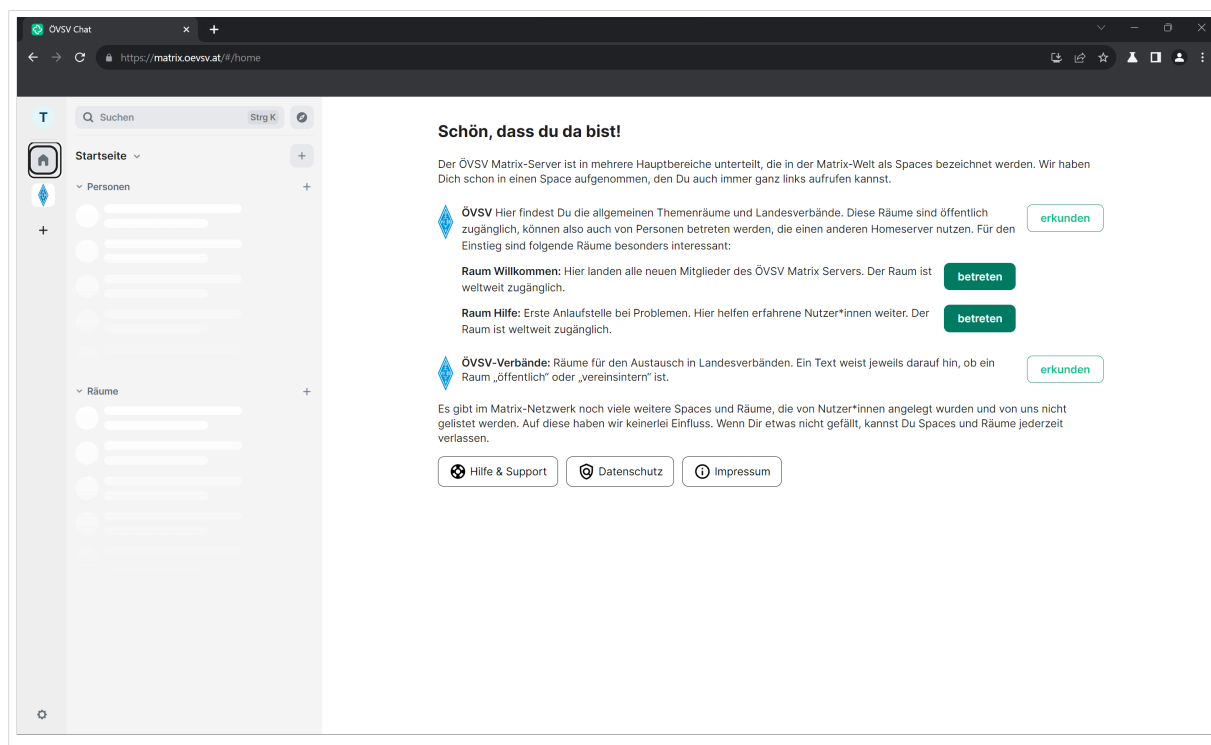 ÖVSV Chat
https://matrix.oevsv.at/#/home
T
Suchen
Strg K
Startseite
Personen
Räume
Schön, dass du da bist!
Der ÖVSV Matrix-Server ist in mehrere Hauptbereiche unterteilt, die in der Matrix-Welt als Spaces bezeichnet werden. Wir haben
Dich schon in einen Space aufgenommen, den Du auch immer ganz links aufrufen kannst.
ÖVSV Hier findest Du die allgemeinen Themenräume und Landesverbände. Diese Räume sind öffentlich
zugänglich, können also auch von Personen betreten werden, die einen anderen Homeserver nutzen. Für den
Einstieg sind folgende Räume besonders interessant:
erkunden
Raum Willkommen: Hier landen alle neuen Mitglieder des ÖVSV Matrix Servers. Der Raum ist
weltweit zugänglich.
betreten
Raum Hilfe: Erste Anlaufstelle bei Problemen. Hier helfen erfahrene Nutzer*innen weiter. Der
Raum ist weltweit zugänglich.
betreten
ÖVSV-Verbände: Räume für den Austausch in Landesverbänden. Ein Text weist jeweils darauf hin, ob ein
Raum „öffentlich“ oder „vereinsintern“ ist.
erkunden
Es gibt im Matrix-Netzwerk noch viele weitere Spaces und Räume, die von Nutzer*innen angelegt wurden und von uns nicht
gelistet werden. Auf diese haben wir keinerlei Einfluss. Wenn Dir etwas nicht gefällt, kannst Du Spaces und Räume jederzeit
verlassen.
Hilfe & Support
Datenschutz
Impressum